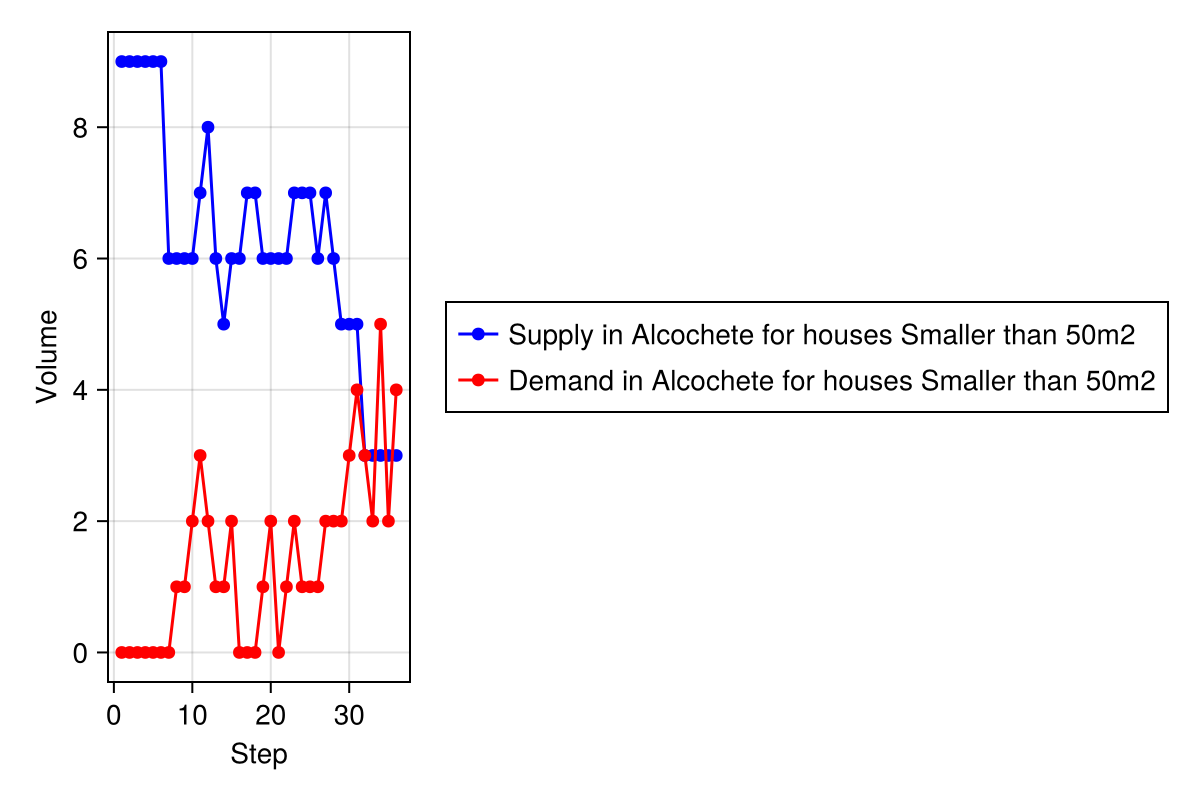 8
6
4
2
0
Volume
0 10 20 30
Step
Supply in Alcochete for houses Smaller than 50m2
Demand in Alcochete for houses Smaller than 50m2